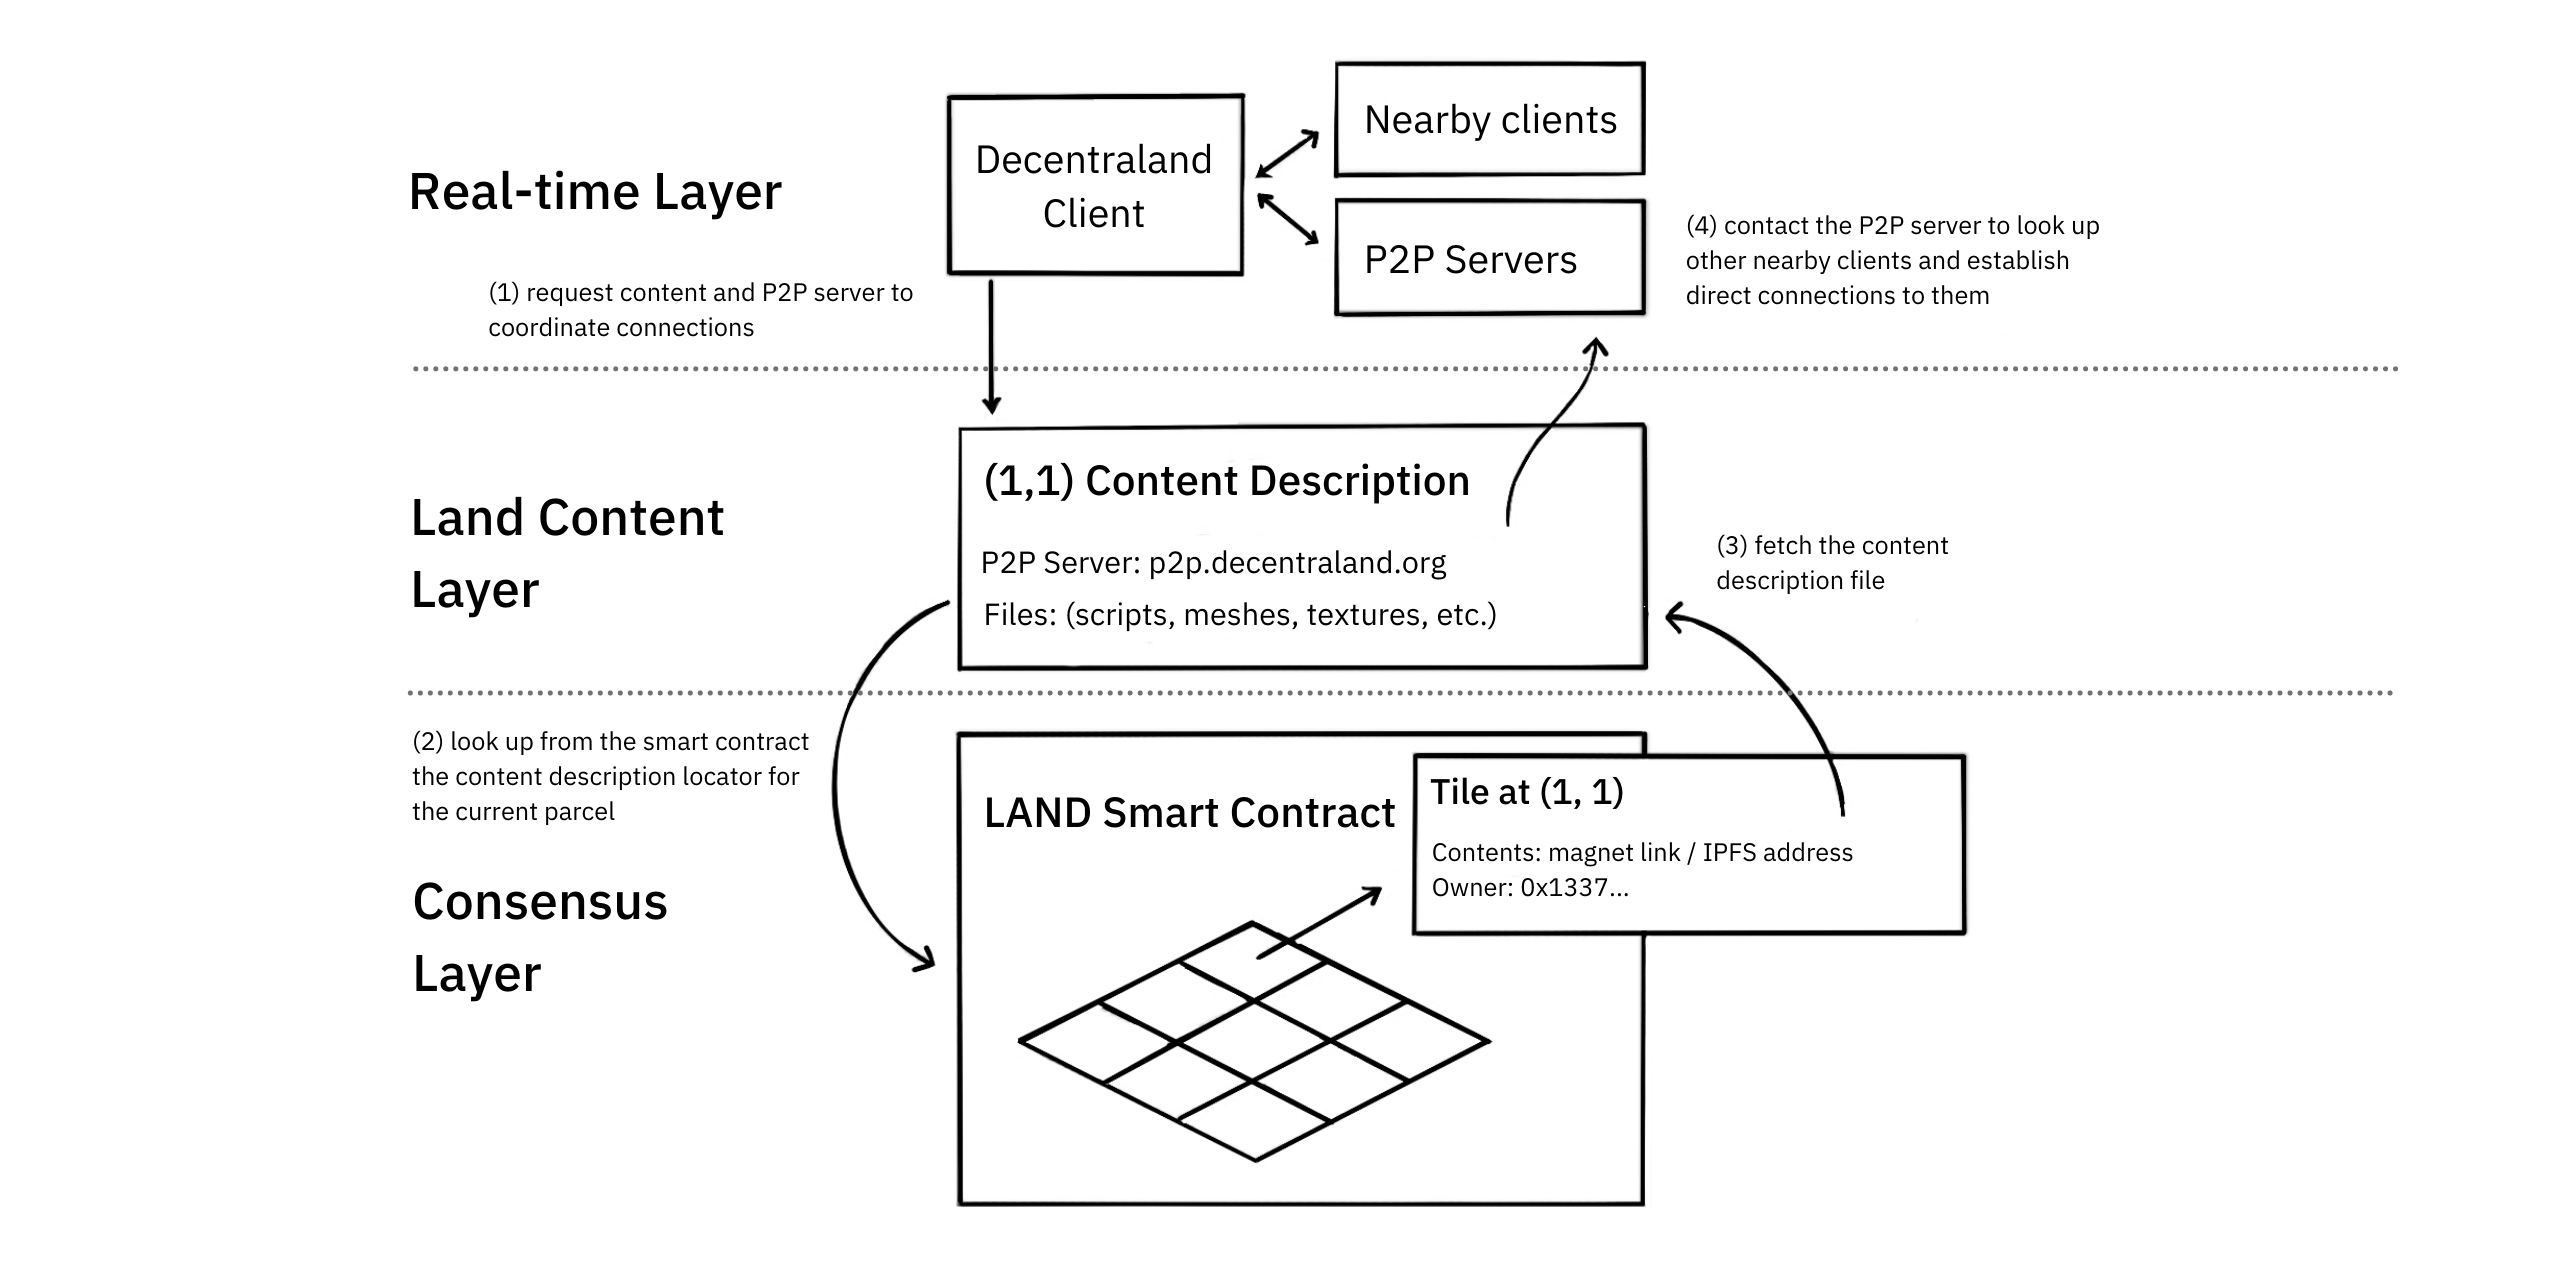 Nearby clients
Decentraland
Client
Real-time Layer
P2P Servers
(4) contact the P2P server to look up
other nearby clients and establish
direct connections to them
(1) request content and P2P server to
coordinate connections
Land Content
Layer
(1,1) Content Description
P2P Server: p2p.decentraland.org
Files: (scripts, meshes, textures, etc.)
(3) fetch the content
description file
(2) look up from the smart contract
the content description locator for
the current parcel
Consensus
Layer
LAND Smart Contract
Tile at (1, 1)
Contents: magnet link / IPFS address
Owner: 0x1337...